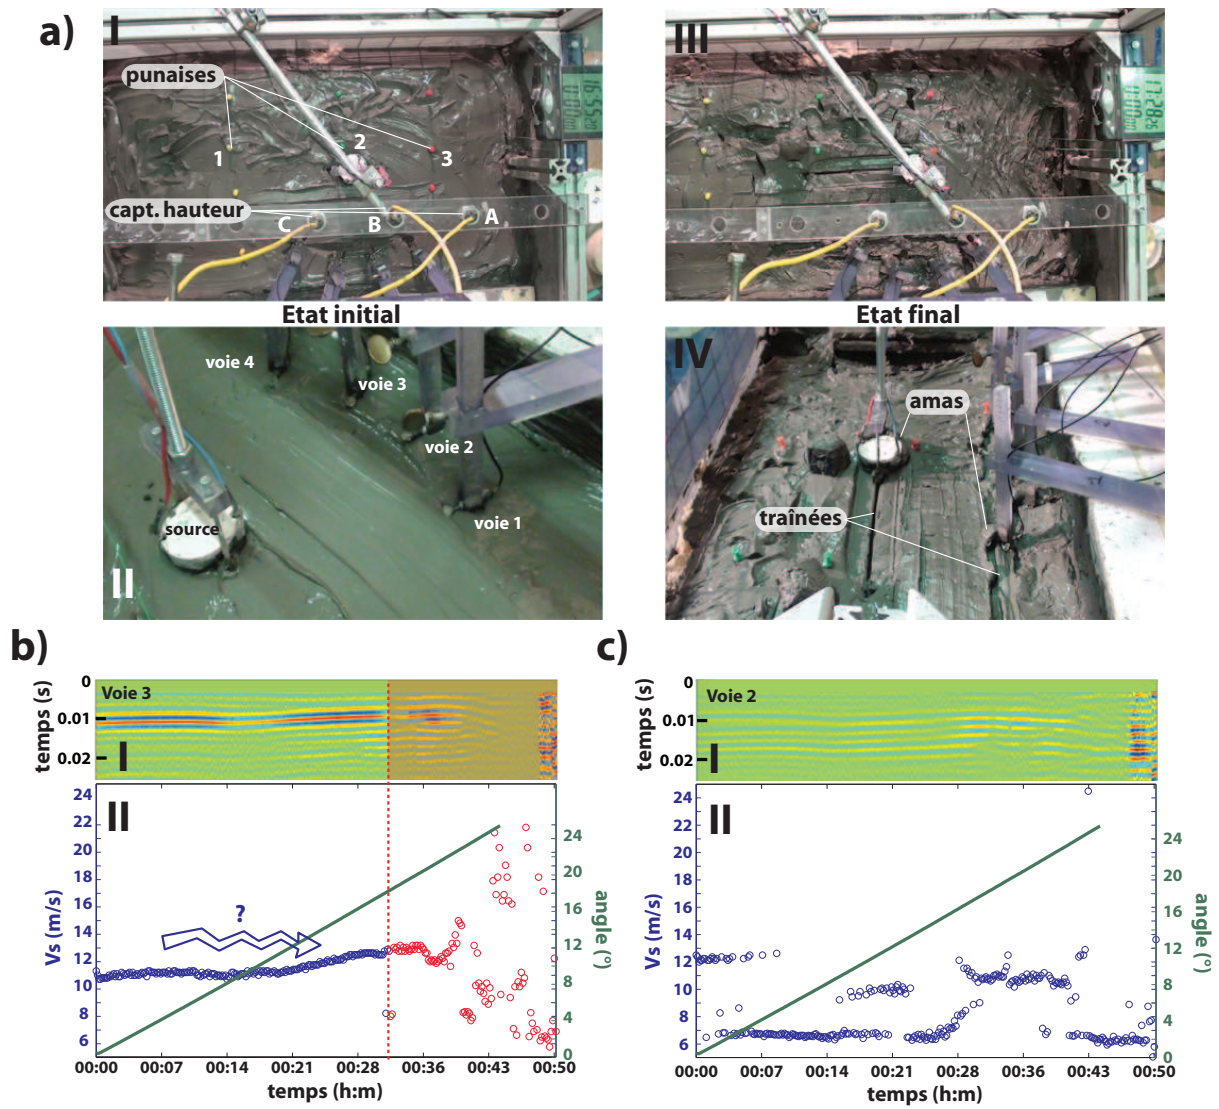 a)
I
punaises
1
2
3
capt. hauteur
C
B
A
III
Etat initial
Etat final
II
voie 4
voie 3
voie 2
voie 1
source
IV
amas
traînées
b)
Voie 3
I
temps (s)
0
0.01
0.02
II
?
Vs (m/s)
24
22
20
18
16
14
13
12
10
8
6
angle (°)
24
20
16
12
8
4
0
00:00
00:07
00:14
00:21
00:28
00:36
00:43
00:50
temps (h:m)
c)
Voie 2
I
temps (s)
0
0.01
0.02
II
Vs (m/s)
24
22
20
18
16
14
12
10
8
6
angle (°)
24
20
16
12
8
4
0
00:00
00:07
00:14
00:21
00:28
00:36
00:43
00:50
temps (h:m)